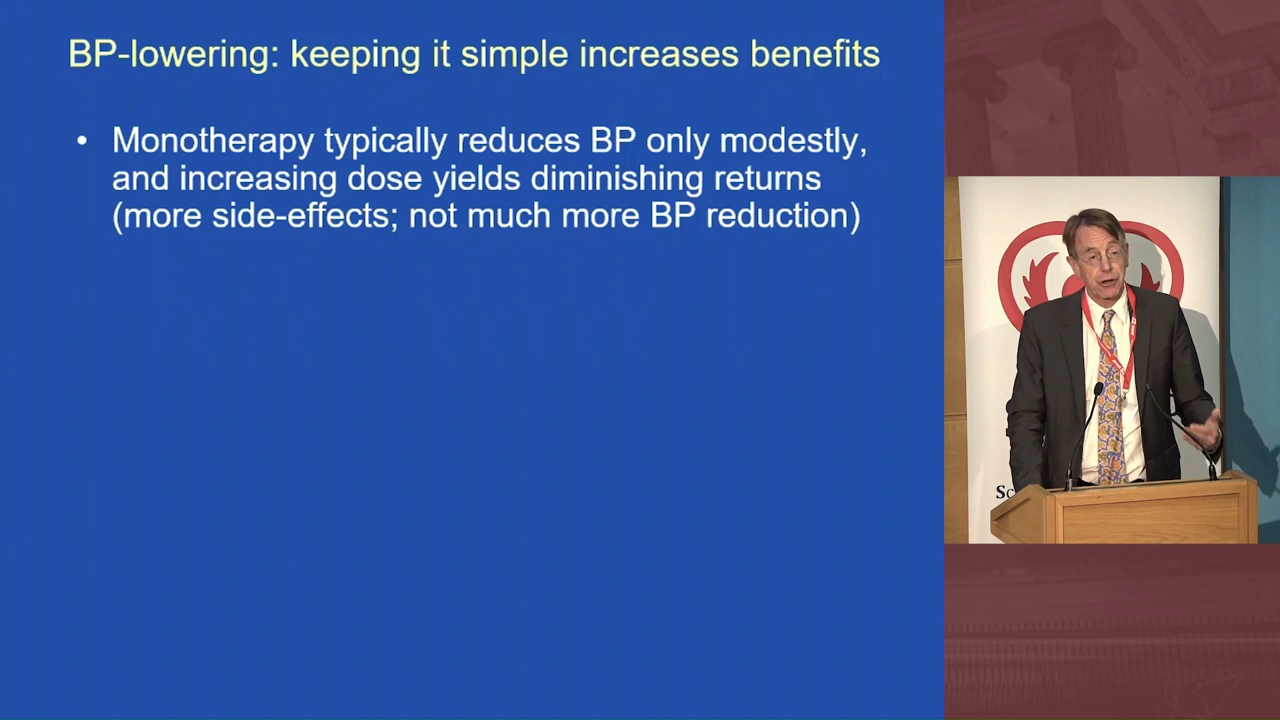 BP-lowering: keeping it simple increases benefits
• Monotherapy typically reduces BP only modestly,
and increasing dose yields diminishing returns
(more side-effects; not much more BP reduction)